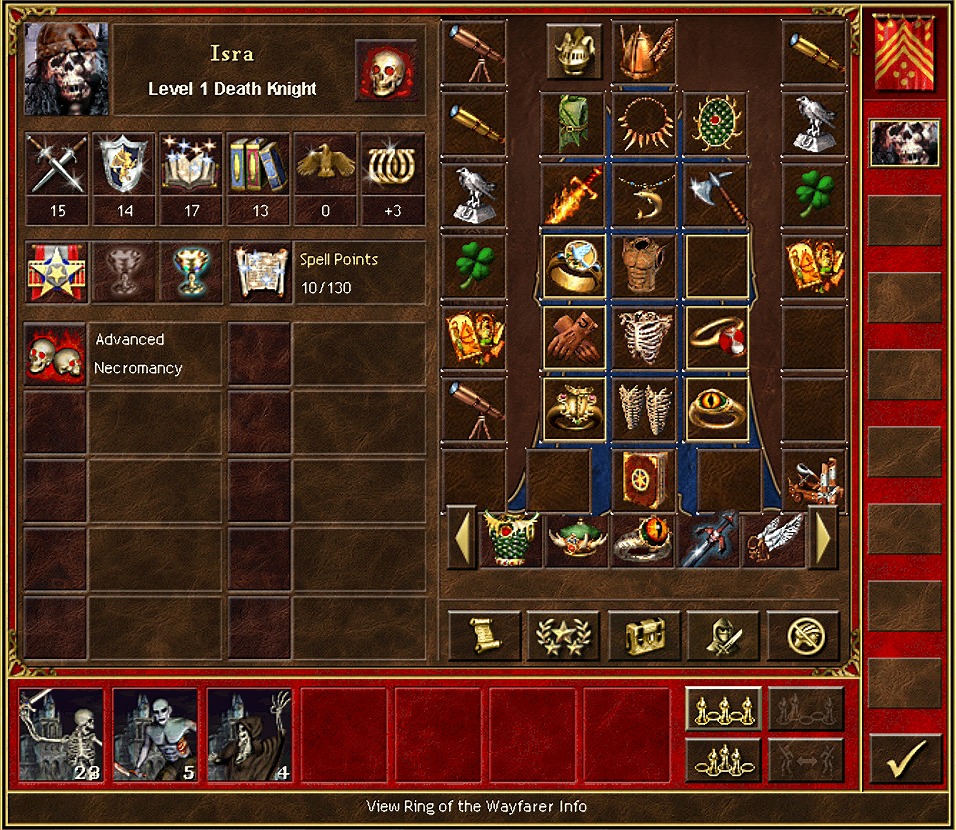 Isra
Level 1 Death Knight
15
14
17
13
0
+3
Spell Points
10/130
Advanced
Necromancy
23
5
4
View Ring of the Wayfarer Info